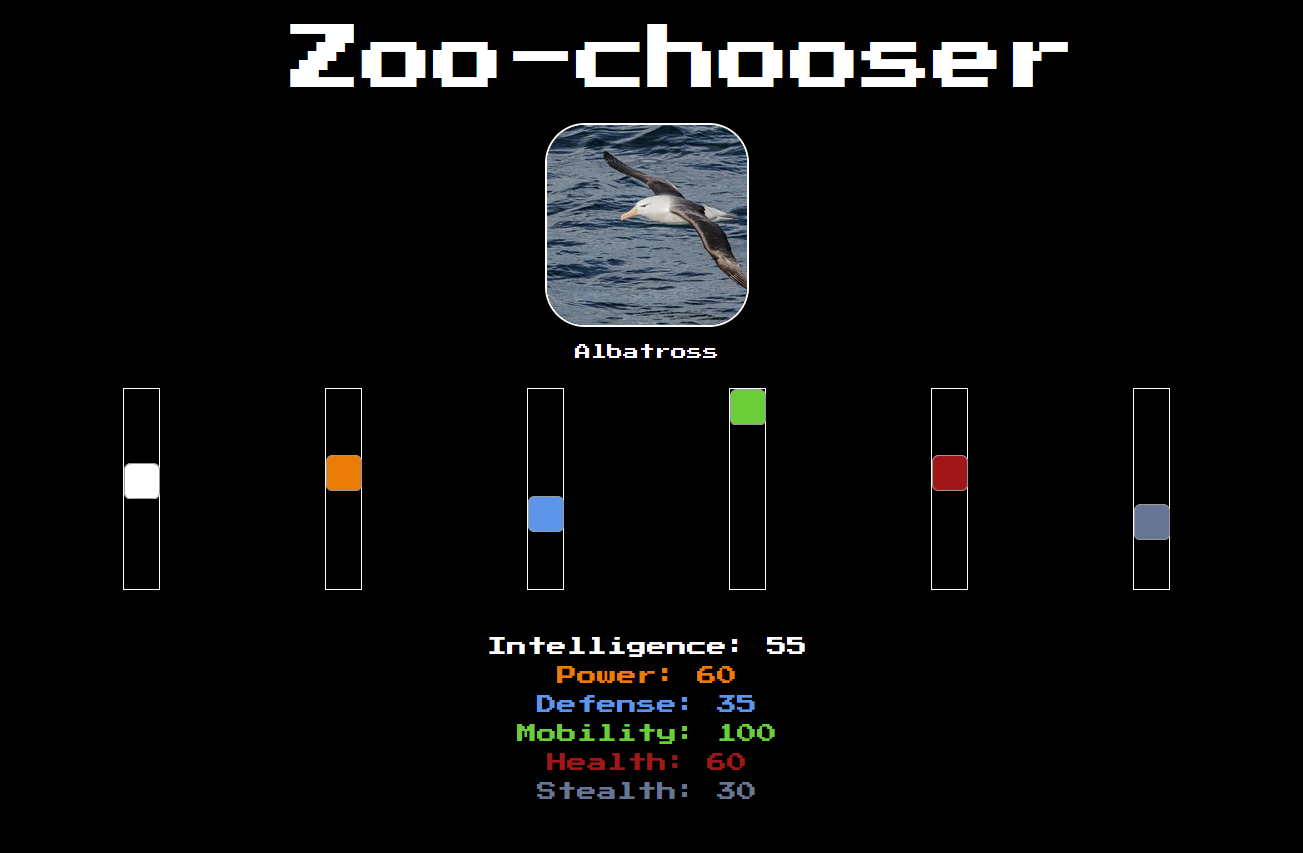 Zoo-chooser
Albatross
Intelligence: 55
Power: 60
Defense: 35
Mobility: 100
Health: 60
Stealth: 30